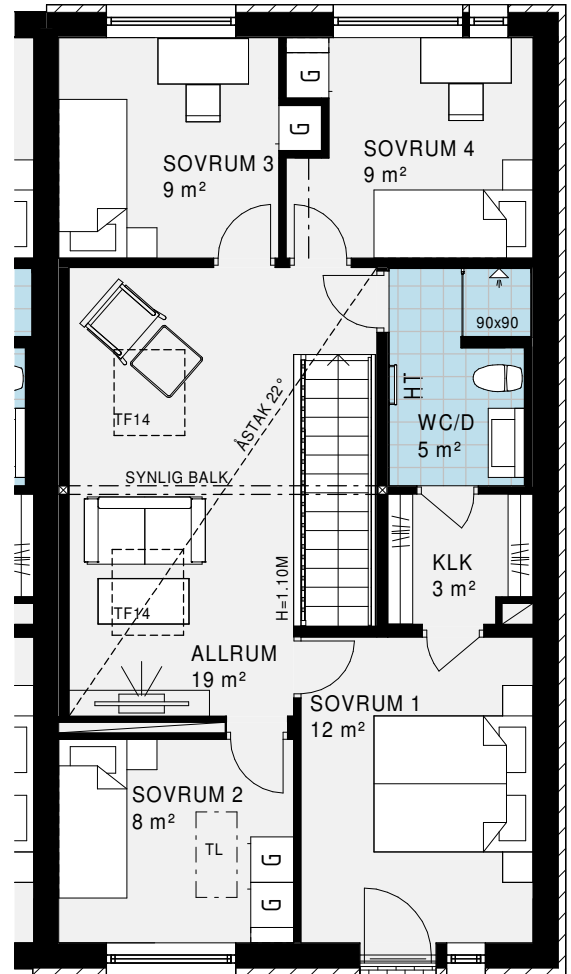 G
G
SOVRUM 3
9 m²
SOVRUM 4
9 m²
90x90
HT
WC/D
5 m²
TF14
ÅSTAK 22°
SYNLIG BALK
KLK
3 m²
H=1.10M
TF14
ALLRUM
19 m²
SOVRUM 1
12 m²
SOVRUM 2
8 m²
TL
G
G